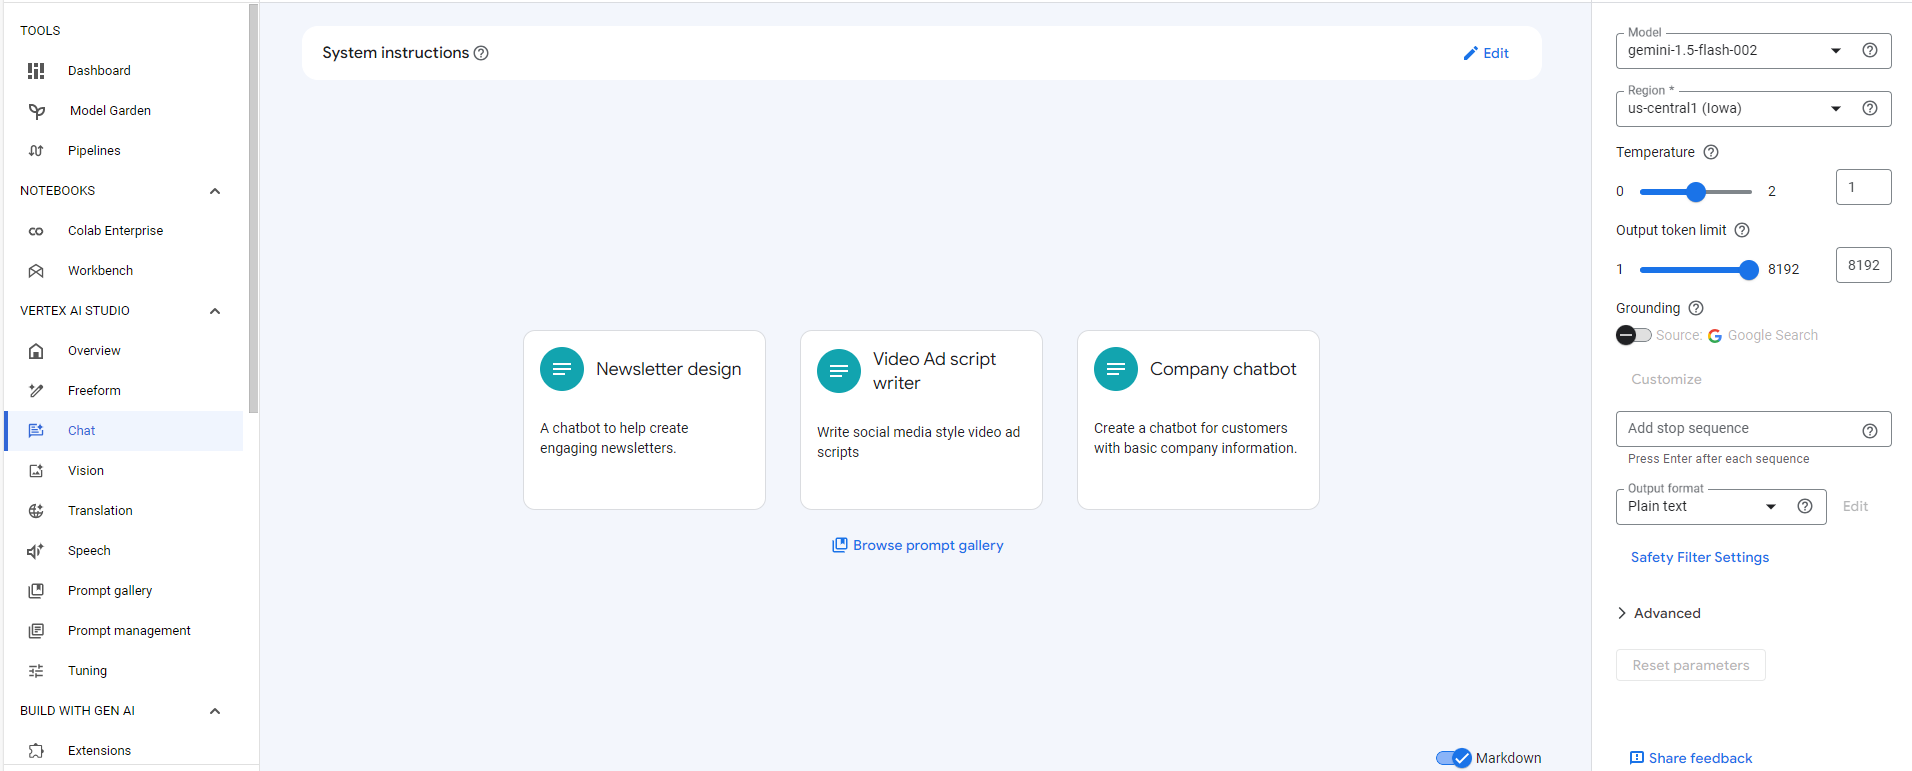 TOOLS
Dashboard
Model Garden
Pipelines
NOTEBOOKS
Colab Enterprise
Workbench
VERTEX AI STUDIO
Overview
Freeform
Chat
Vision
Translation
Speech
Prompt gallery
Prompt management
Tuning
BUILD WITH GEN AI
Extensions
System instructions
Edit
Newsletter design
A chatbot to help create
engaging newsletters.
Video Ad script
writer
Write social media style video ad
scripts
Company chatbot
Create a chatbot for customers
with basic company information.
Browse prompt gallery
Markdown
Model
gemini-1.5-flash-002
Region *
us-central1 (Iowa)
Temperature
0 2 1
Output token limit
1 8192 8192
Grounding
Source: Google Search
Customize
Add stop sequence
Press Enter after each sequence
Output format
Plain text Edit
Safety Filter Settings
Advanced
Reset parameters
Share feedback